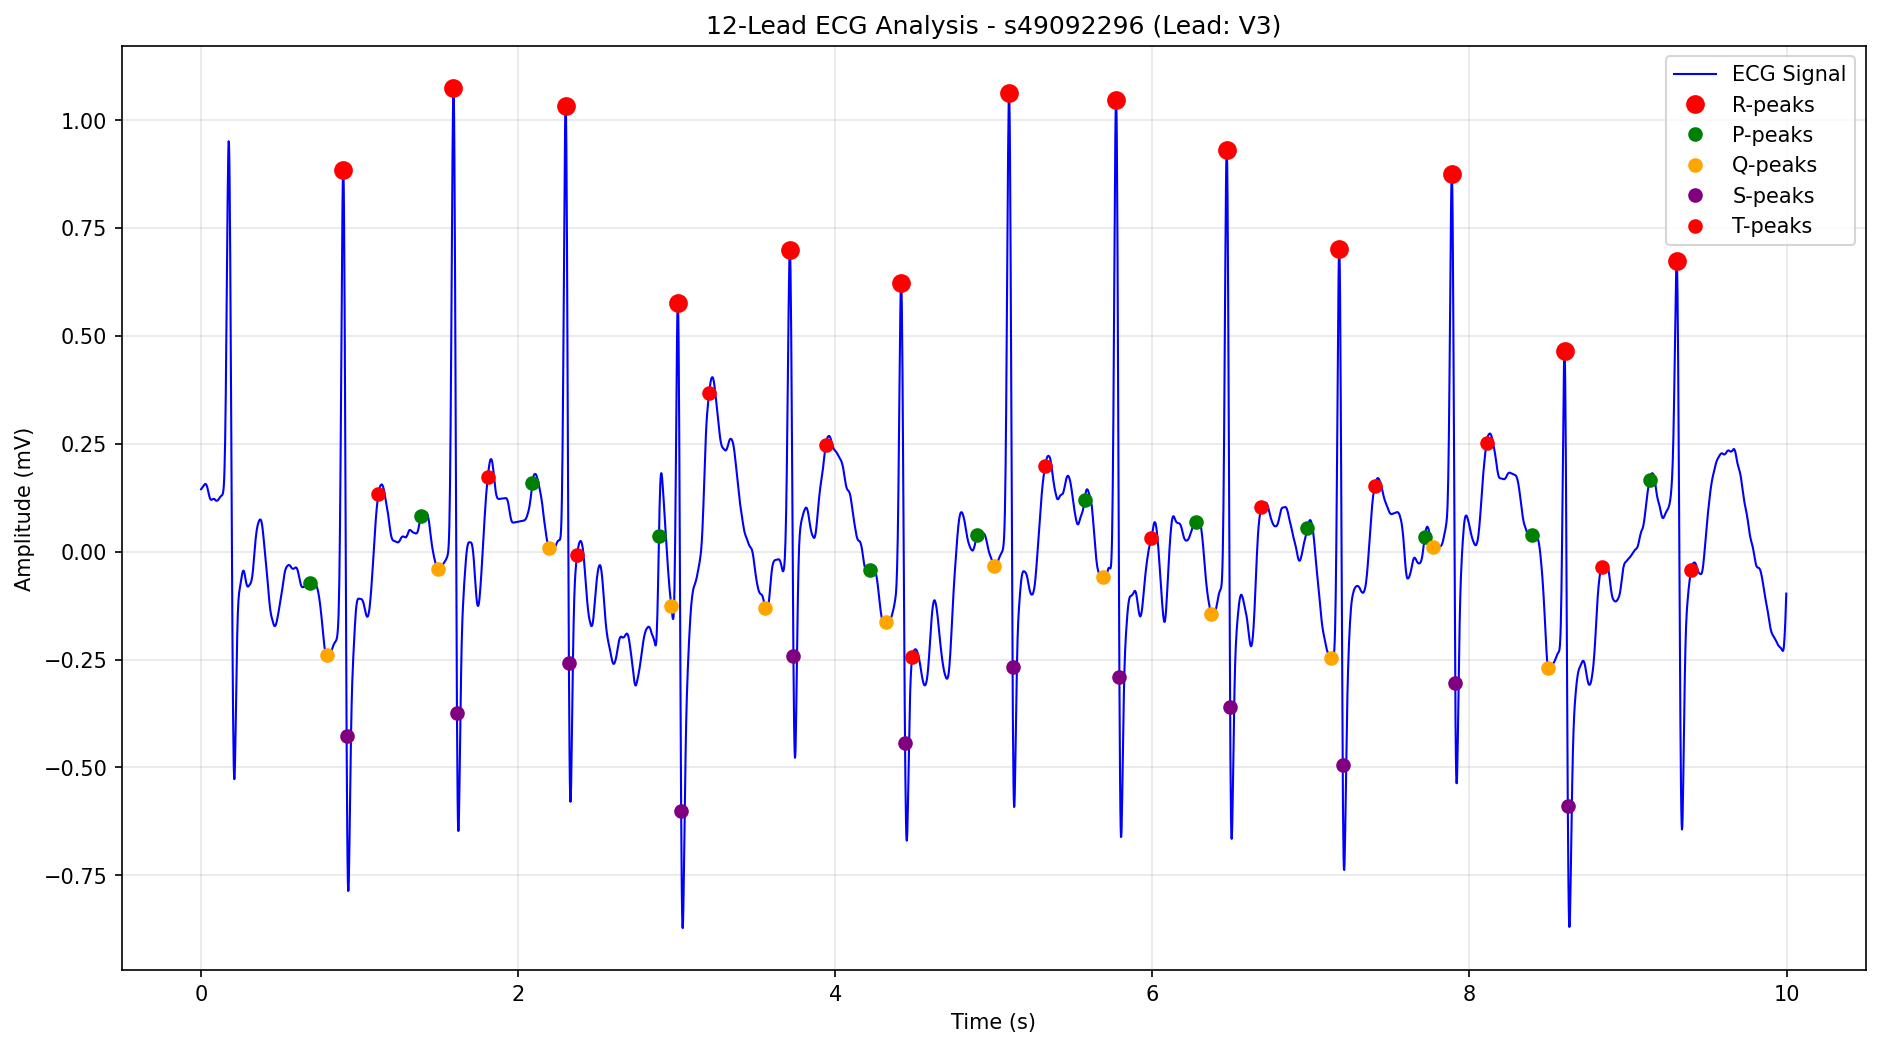 12-Lead ECG Analysis - s49092296 (Lead: V3)
ECG Signal
R-peaks
P-peaks
Q-peaks
S-peaks
T-peaks
1.00
0.75
0.50
0.25
0.00
−0.25
−0.50
−0.75
Amplitude (mV)
0 2 4 6 8 10
Time (s)